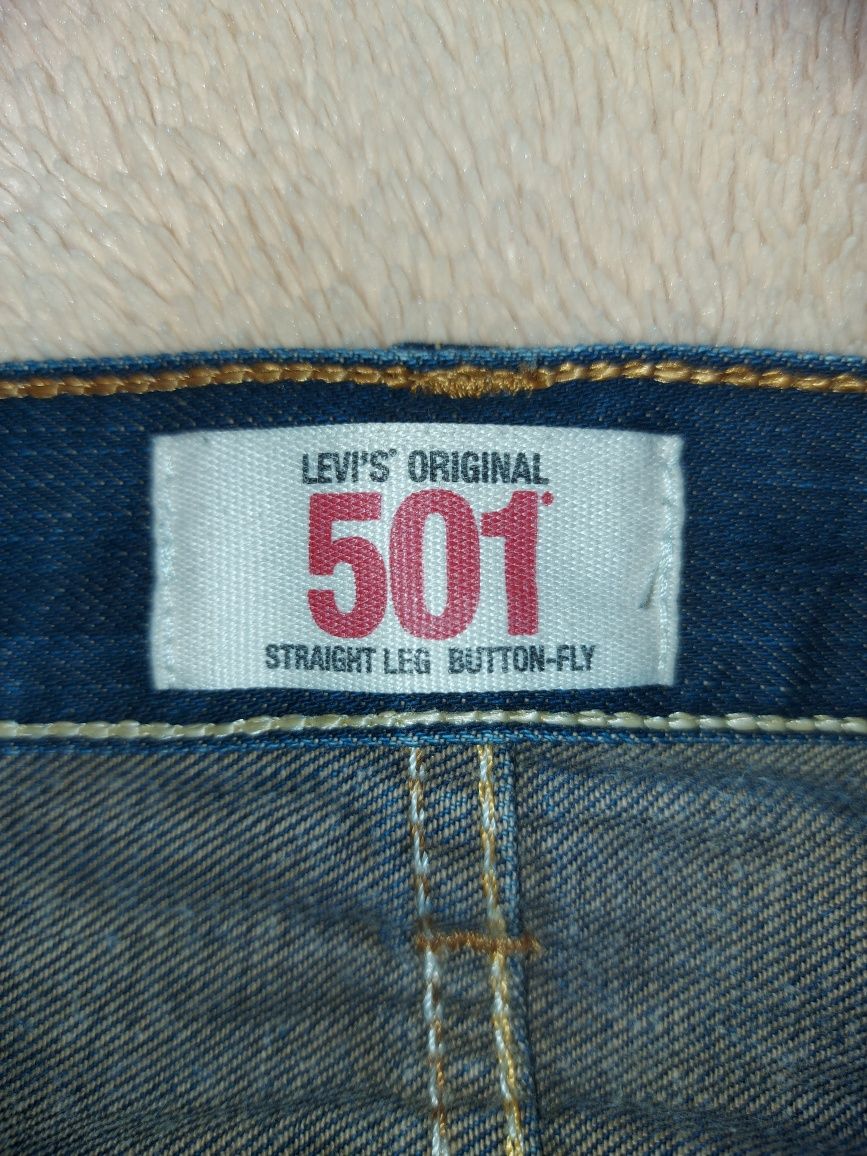 LEVI'S® ORIGINAL
501®
STRAIGHT LEG BUTTON-FLY